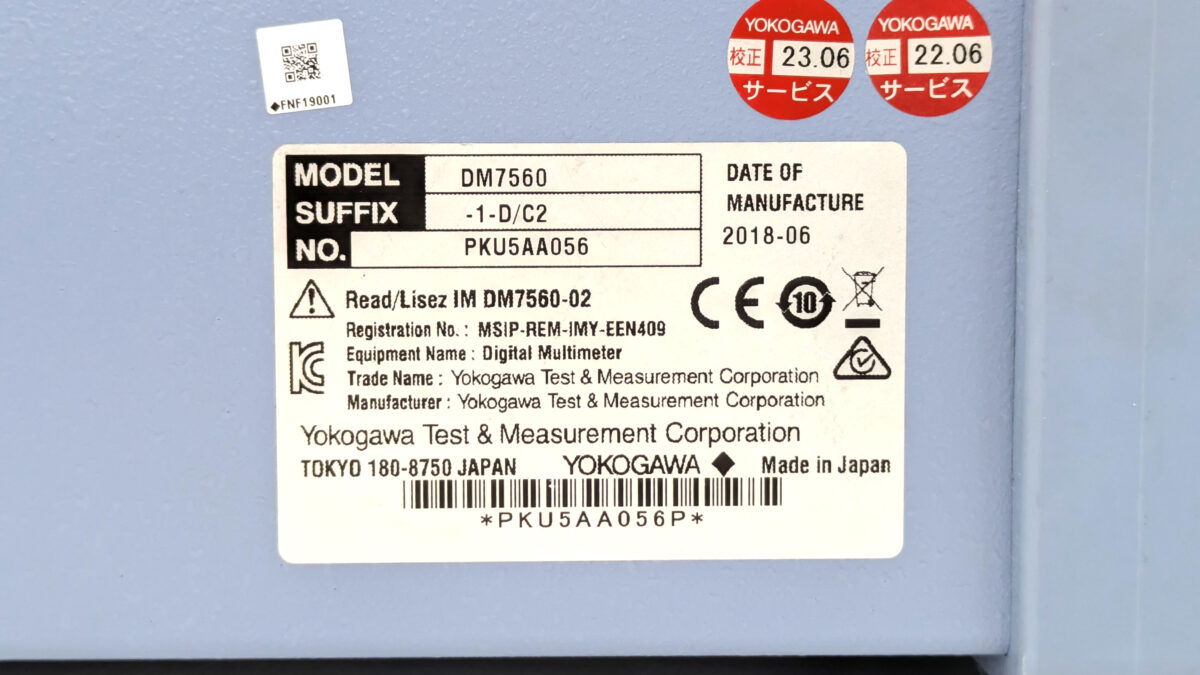 ◆FNF19001
YOKOGAWA
校正 23.06
サービス
YOKOGAWA
校正 22.06
サービス
MODEL DM7560
SUFFIX -1-D/C2
NO. PKU5AA056
DATE OF
MANUFACTURE
2018-06
Read/Lisez IM DM7560-02
Registration No. : MSIP-REM-IMY-EEN409
Equipment Name : Digital Multimeter
Trade Name : Yokogawa Test & Measurement Corporation
Manufacturer : Yokogawa Test & Measurement Corporation
CE
10
Yokogawa Test & Measurement Corporation
TOKYO 180-8750 JAPAN YOKOGAWA ◆ Made in Japan
*PKU5AA056P*